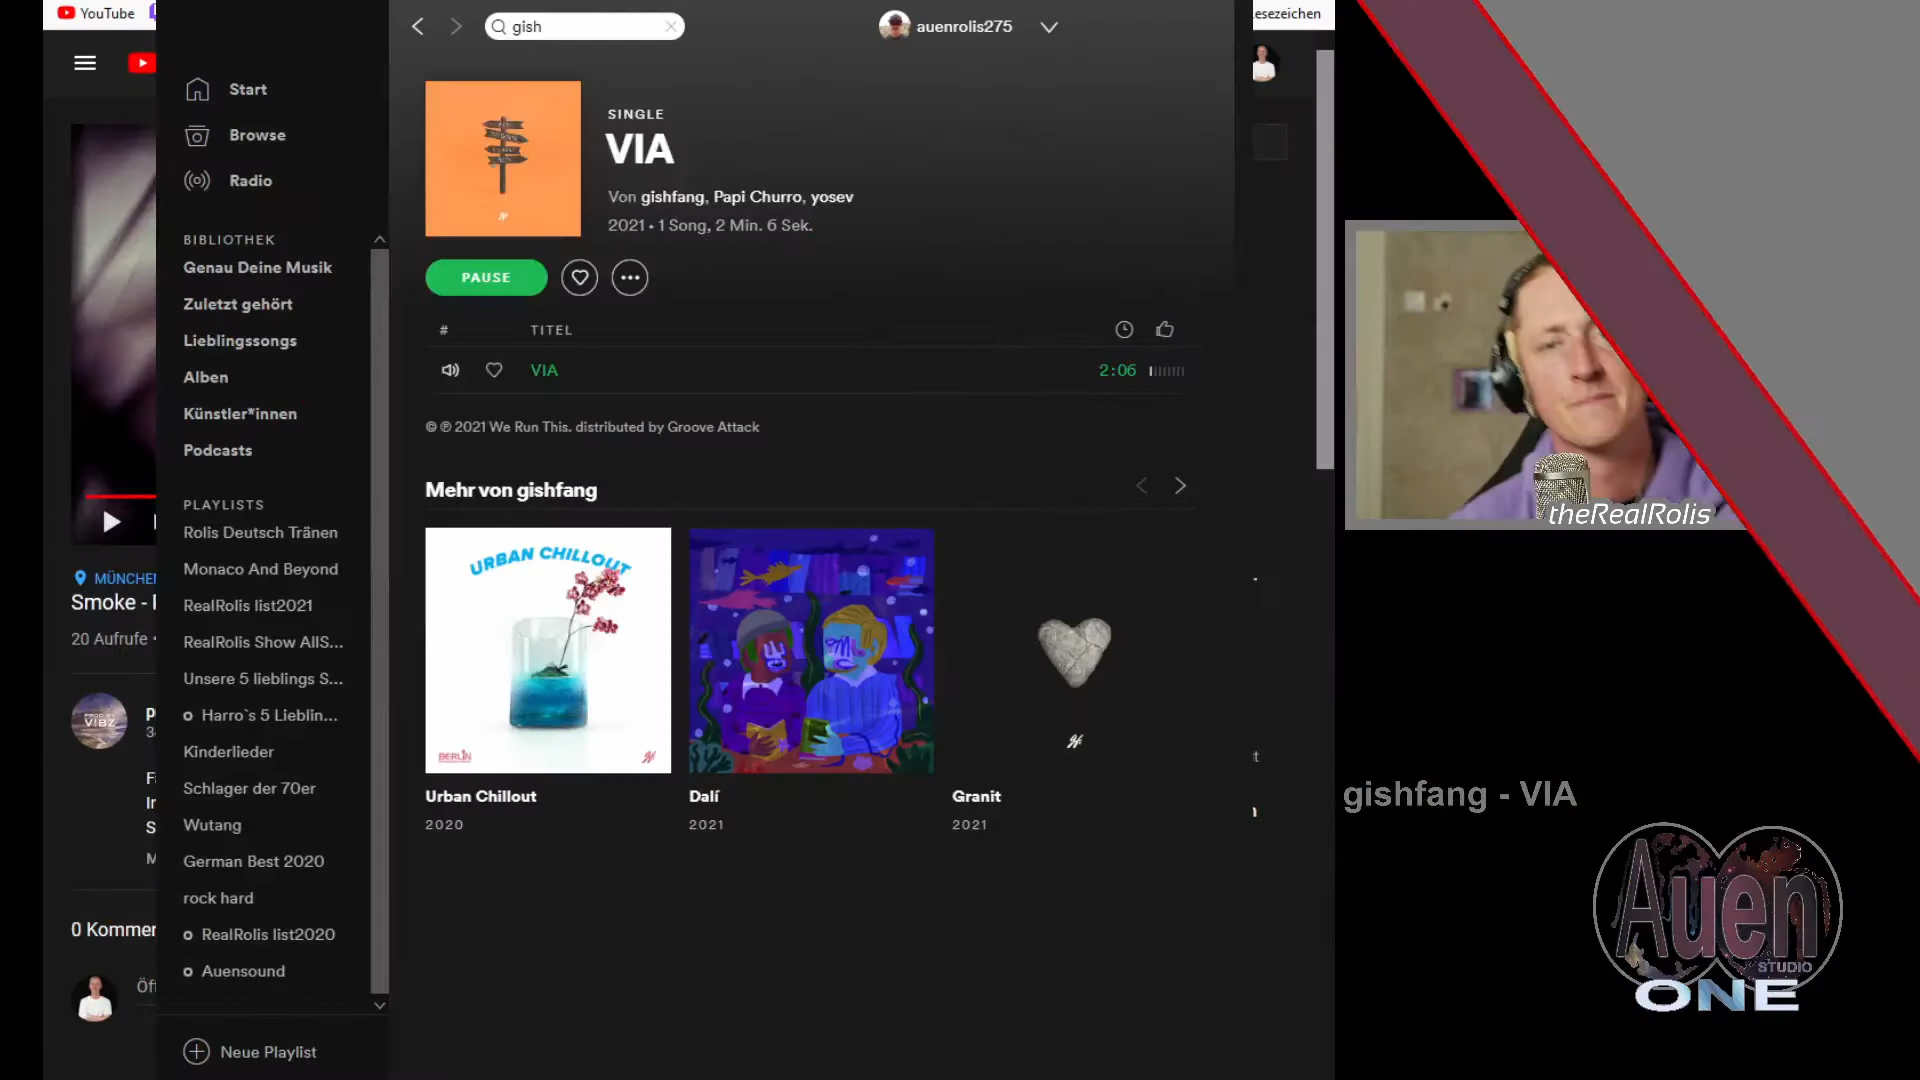 YouTube
gish
auenrolis275
esezeichen
Start
Browse
Radio
BIBLIOTHEK
Genau Deine Musik
Zuletzt gehört
Lieblingssongs
Alben
Künstler*innen
Podcasts
PLAYLISTS
Rolis Deutsch Tränen
Monaco And Beyond
RealRolis list2021
RealRolis Show AllS...
Unsere 5 lieblings S...
Harro`s 5 Lieblin...
Kinderlieder
Schlager der 70er
Wutang
German Best 2020
rock hard
RealRolis list2020
Auensound
Neue Playlist
SINGLE
VIA
Von gishfang, Papi Churro, yosev
2021 • 1 Song, 2 Min. 6 Sek.
PAUSE
# TITEL
VIA 2:06
© ℗ 2021 We Run This. distributed by Groove Attack
Mehr von gishfang
URBAN CHILLOUT
BERLIN
Urban Chillout
2020
Dalí
2021
Granit
2021
MÜNCHEN
Smoke -
20 Aufrufe •
PROD.BY
VIBZ
0 Kommen
Öf
theRealRolis
gishfang - VIA
Auen
STUDIO
ONE